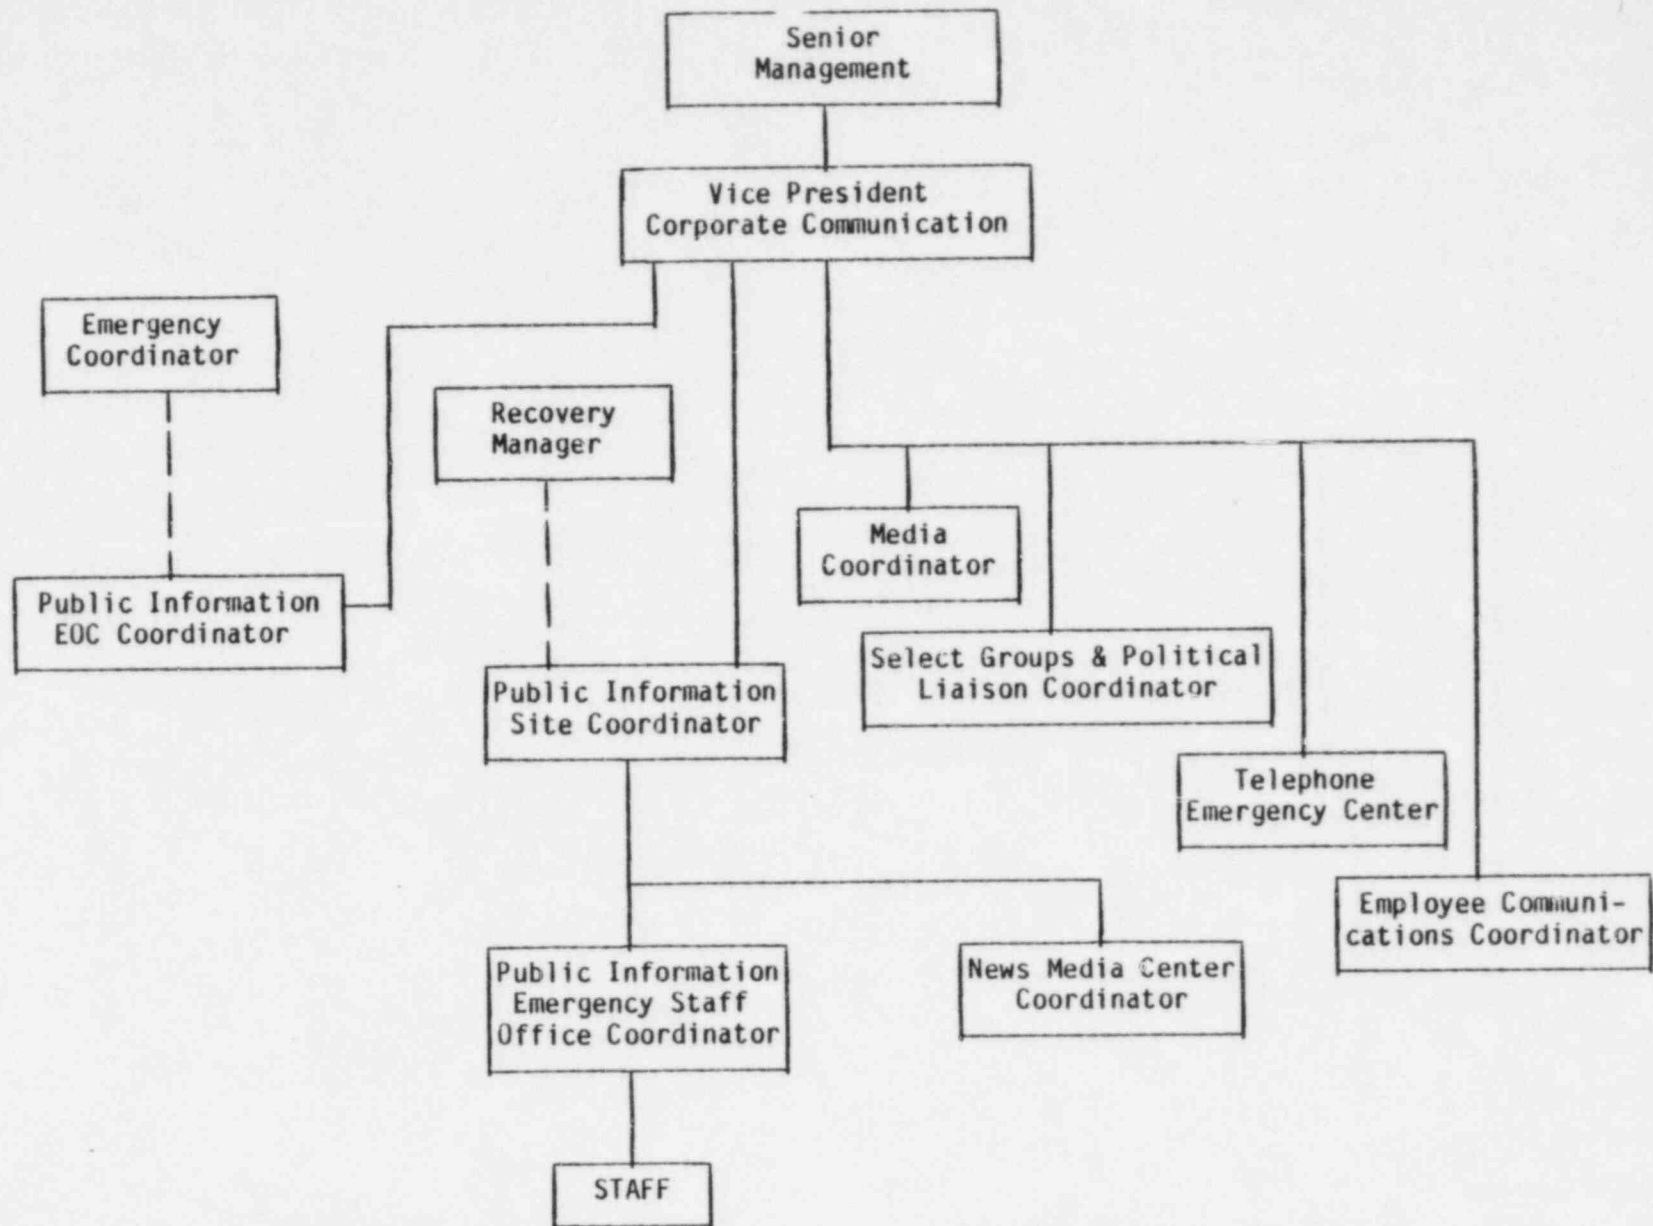 Senior
Management
Vice President
Corporate Communication
Emergency
Coordinator
Recovery
Manager
Media
Coordinator
Public Information
EOC Coordinator
Select Groups & Political
Liaison Coordinator
Public Information
Site Coordinator
Telephone
Emergency Center
Employee Communi-
cations Coordinator
Public Information
Emergency Staff
Office Coordinator
News Media Center
Coordinator
STAFF